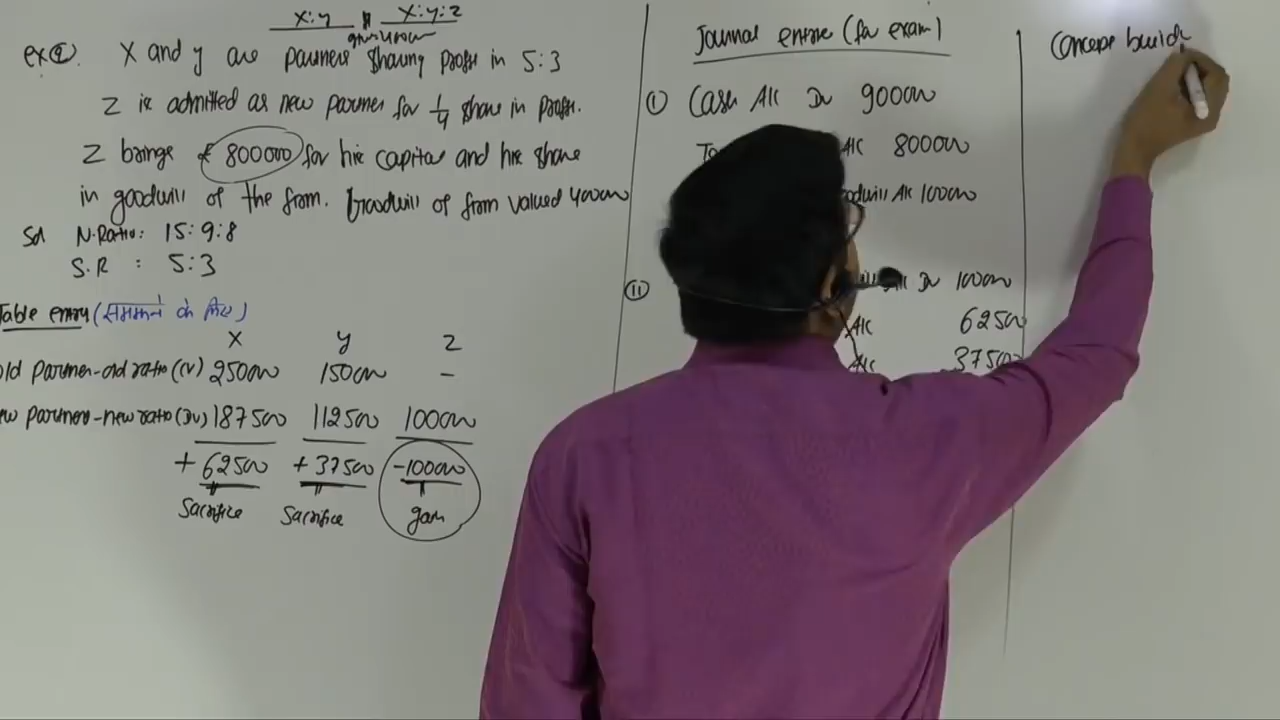 X:Y X:Y:Z
ex② X and Y are partners sharing profit in 5:3
Z is admitted as new partner for 1/4 share in profit.
Z brings ₹ 800000 for his capital and his share
in goodwill of the firm. Goodwill of firm valued 400000
Sol N.Ratio: 15:9:8
S.R : 5:3
Table entry
X Y Z
old Partner-old ratio (Cr) 250000 150000 -
New Partners-new ratio (Dr) 187500 112500 100000
+62500 +37500 -100000
Sacrifice Sacrifice gain
Journal entrie (for exam)
① Cash A/c Dr 900000
To A/c 800000
Goodwill A/c 100000
② A/c Dr 100000
A/c 62500
A/c 37500
Concept build